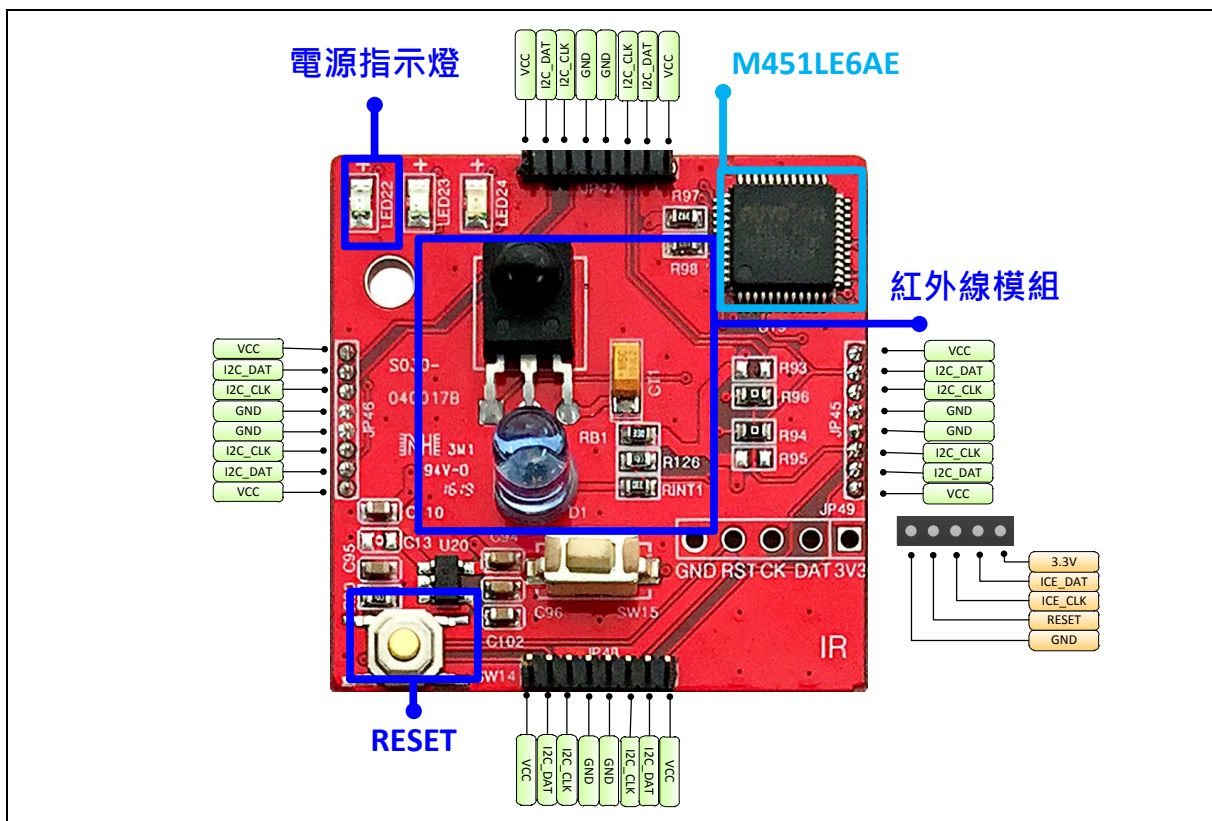 VCC
I2C_DAT
I2C_CLK
GND
GND
I2C_CLK
I2C_DAT
VCC
電源指示燈
M451LE6AE
+ + +
LED22
LED23
LED24
JP47
R97
R98
紅外線模組
VCC
I2C_DAT
I2C_CLK
GND
GND
I2C_CLK
I2C_DAT
VCC
JP46
S030-
040017B
3M1
94V-0
1615
CT1
RB1
R126
RINT1
D1
R93
R96
R94
R95
JP45
VCC
I2C_DAT
I2C_CLK
GND
GND
I2C_CLK
I2C_DAT
VCC
JP49
GND RST CK DAT 3V3
3.3V
ICE_DAT
ICE_CLK
RESET
GND
C13
U20
C94
C95
C96
SW15
C102
JP48
SW14
IR
RESET
VCC
I2C_DAT
I2C_CLK
GND
GND
I2C_CLK
I2C_DAT
VCC